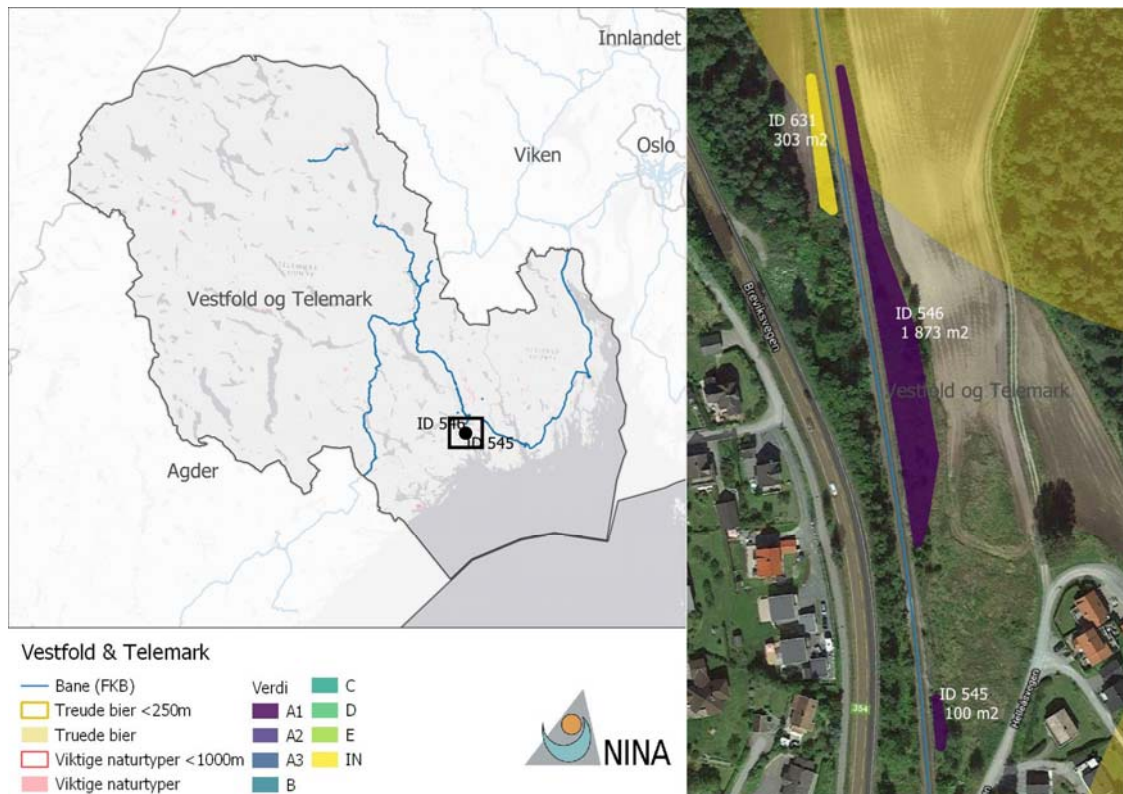 Innlandet
Viken
Oslo
Vestfold og Telemark
ID 546
ID 545
Agder
Vestfold & Telemark
Bane (FKB)
Treude bier <250m
Truede bier
Viktige naturtyper <1000m
Viktige naturtyper
Verdi
A1
A2
A3
B
C
D
E
IN
NINA
ID 631
303 m2
Breviksvegen
ID 546
1 873 m2
Vestfold og Telemark
354
ID 545
100 m2